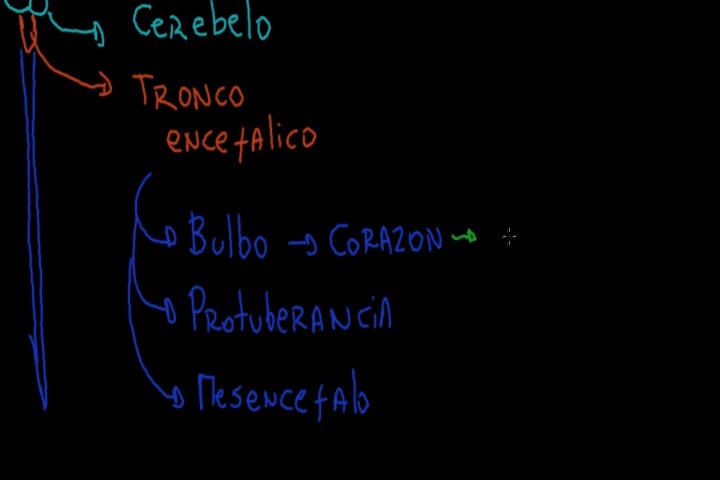 Cerebelo
Tronco
encefalico
Bulbo → Corazon →
Protuberancia
Mesencefalo